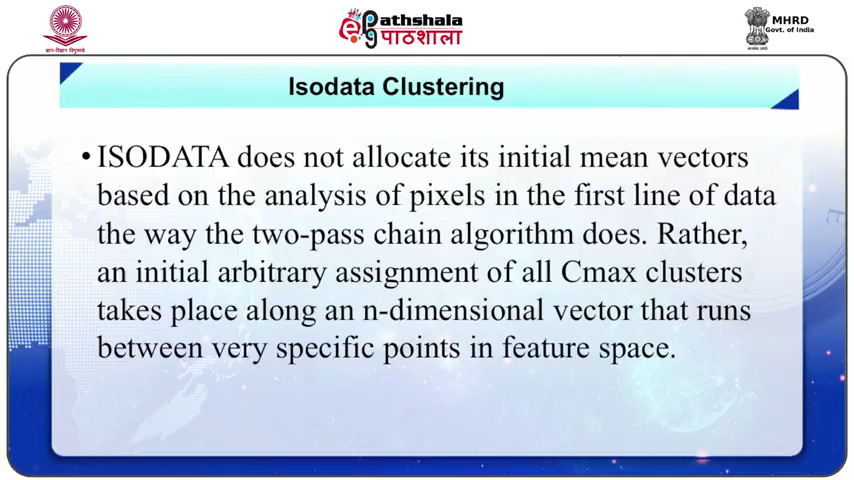 Pathshala
पाठशाला
MHRD
Govt. of India
Isodata Clustering
• ISODATA does not allocate its initial mean vectors
based on the analysis of pixels in the first line of data
the way the two-pass chain algorithm does. Rather,
an initial arbitrary assignment of all Cmax clusters
takes place along an n-dimensional vector that runs
between very specific points in feature space.